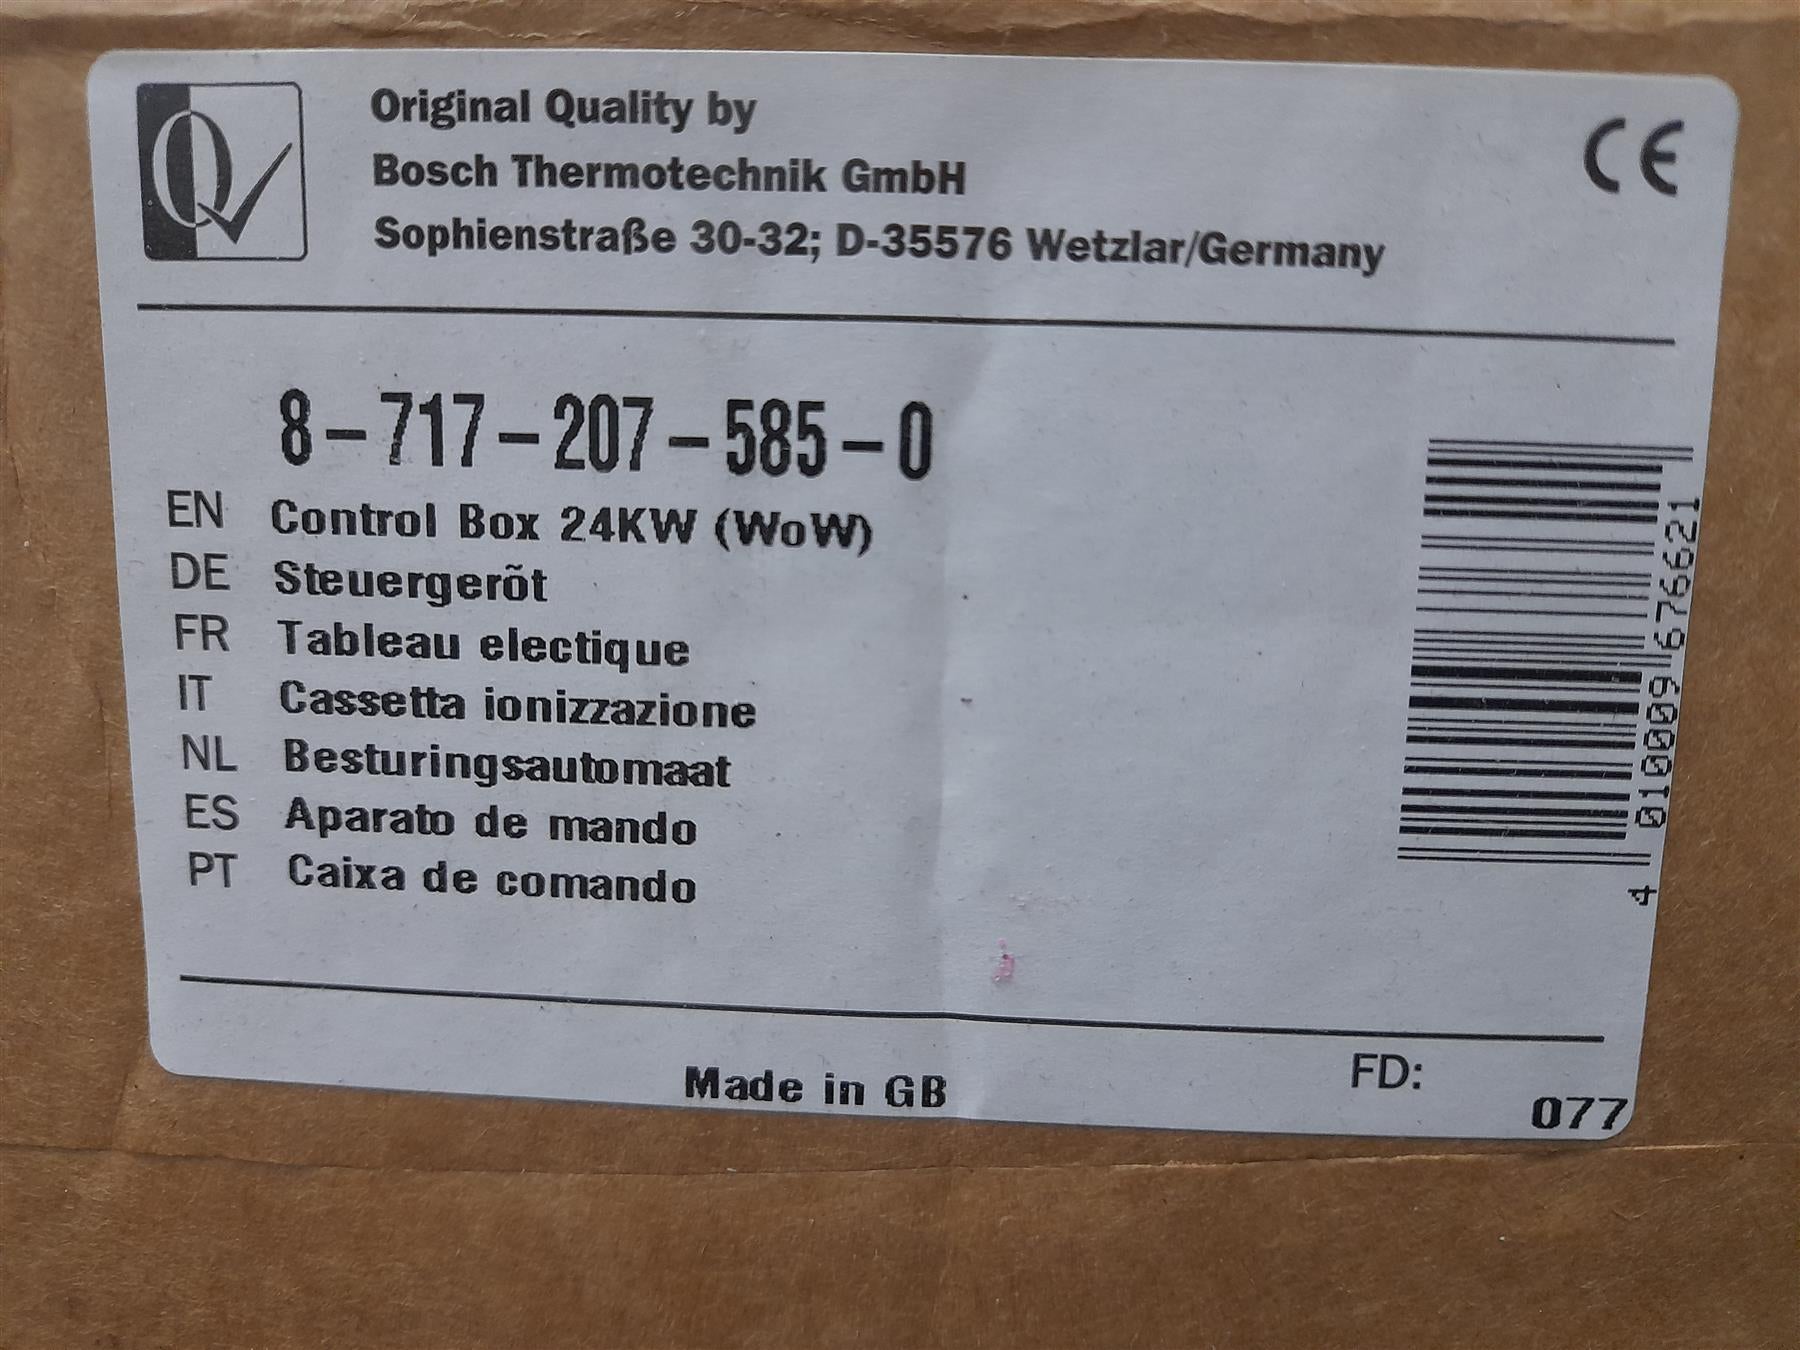 Original Quality by
Bosch Thermotechnik GmbH
Sophienstraße 30-32; D-35576 Wetzlar/Germany
CE
8-717-207-585-0
EN Control Box 24KW (WoW)
DE Steuergerõt
FR Tableau electique
IT Cassetta ionizzazione
NL Besturingsautomaat
ES Aparato de mando
PT Caixa de comando
4 010009 676621
Made in GB
FD:
077